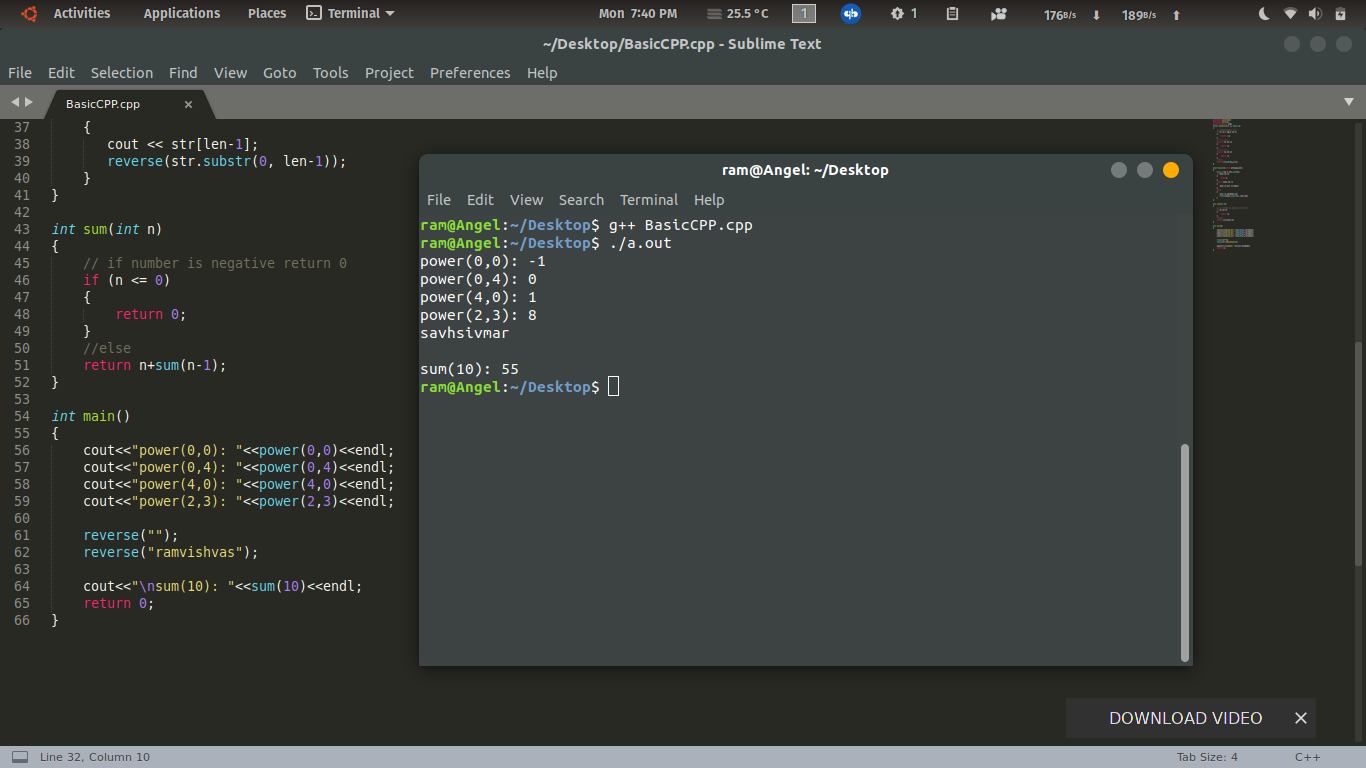 Activities Applications Places Terminal Mon 7:40 PM 25.5 °C 1 1 176B/s ⬇ 189B/s ⬆
~/Desktop/BasicCPP.cpp - Sublime Text
File Edit Selection Find View Goto Tools Project Preferences Help
BasicCPP.cpp ×
37 {
38 cout << str[len-1];
39 reverse(str.substr(0, len-1));
40 }
41 }
42
43 int sum(int n)
44 {
45 // if number is negative return 0
46 if (n <= 0)
47 {
48 return 0;
49 }
50 //else
51 return n+sum(n-1);
52 }
53
54 int main()
55 {
56 cout<<"power(0,0): "<<power(0,0)<<endl;
57 cout<<"power(0,4): "<<power(0,4)<<endl;
58 cout<<"power(4,0): "<<power(4,0)<<endl;
59 cout<<"power(2,3): "<<power(2,3)<<endl;
60
61 reverse("");
62 reverse("ramvishvas");
63
64 cout<<"\nsum(10): "<<sum(10)<<endl;
65 return 0;
66 }
ram@Angel: ~/Desktop
File Edit View Search Terminal Help
ram@Angel:~/Desktop$ g++ BasicCPP.cpp
ram@Angel:~/Desktop$ ./a.out
power(0,0): -1
power(0,4): 0
power(4,0): 1
power(2,3): 8
savhsivmar

sum(10): 55
ram@Angel:~/Desktop$
DOWNLOAD VIDEO ×
Line 32, Column 10 Tab Size: 4 C++